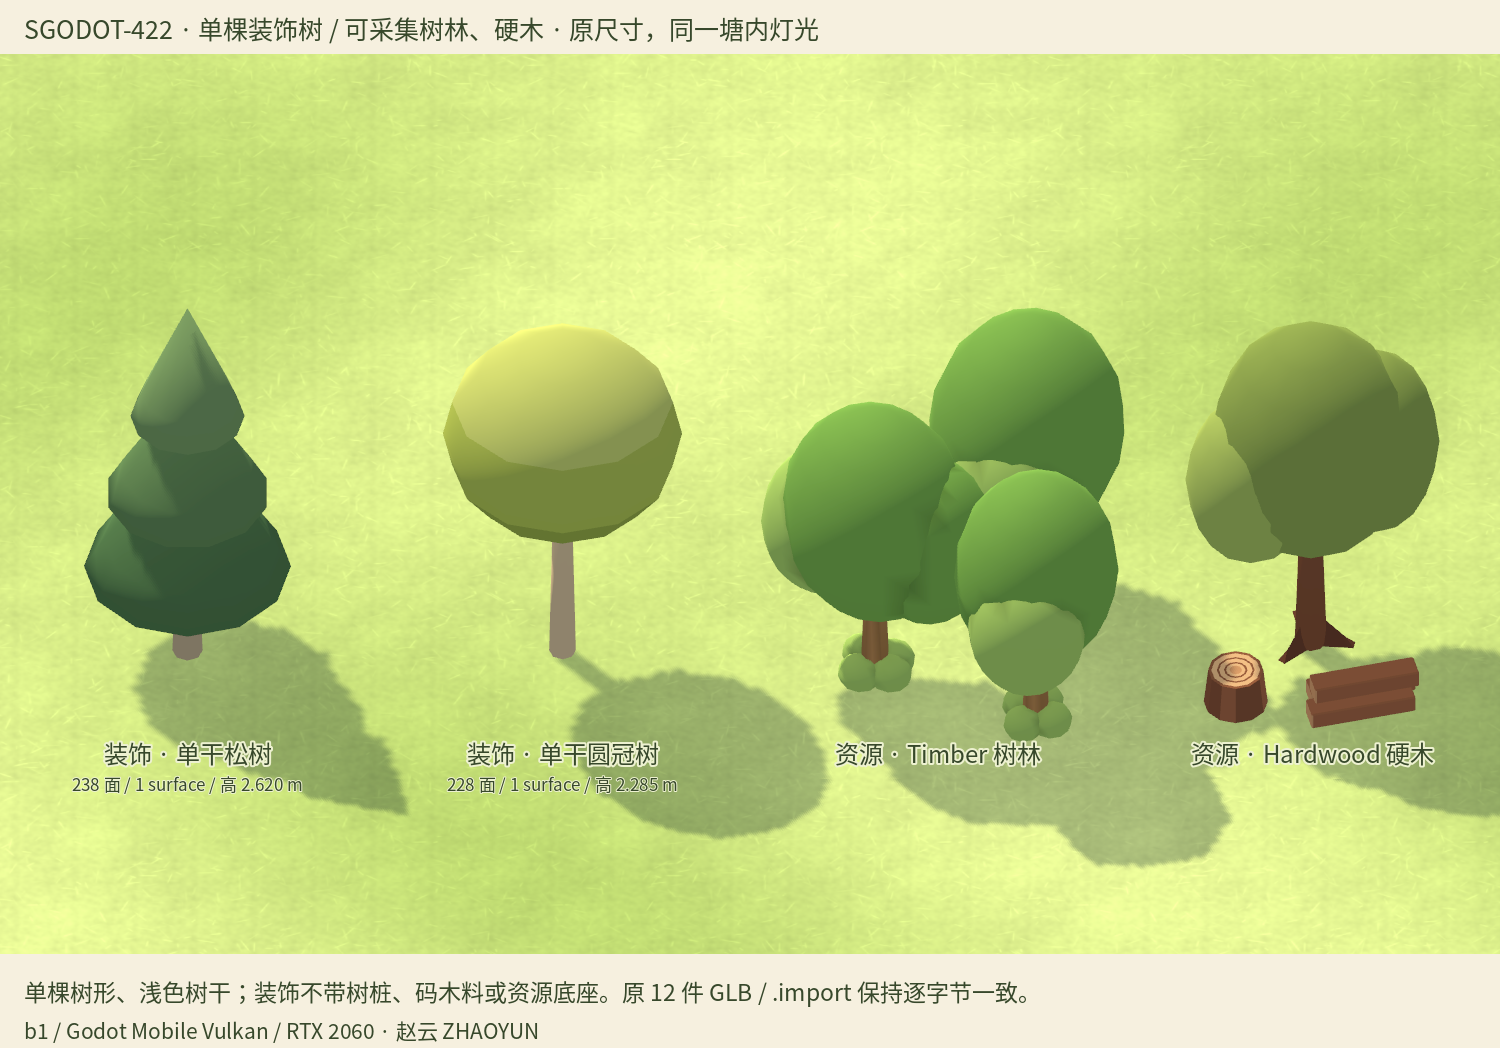 SGODOT-422 · 单棵装饰树 / 可采集树林、硬木 · 原尺寸，同一塘内灯光
装饰 · 单干松树
238 面 / 1 surface / 高 2.620 m
装饰 · 单干圆冠树
228 面 / 1 surface / 高 2.285 m
资源 · Timber 树林
资源 · Hardwood 硬木
单棵树形、浅色树干；装饰不带树桩、码木料或资源底座。原 12 件 GLB / .import 保持逐字节一致。
b1 / Godot Mobile Vulkan / RTX 2060 · 赵云 ZHAOYUN